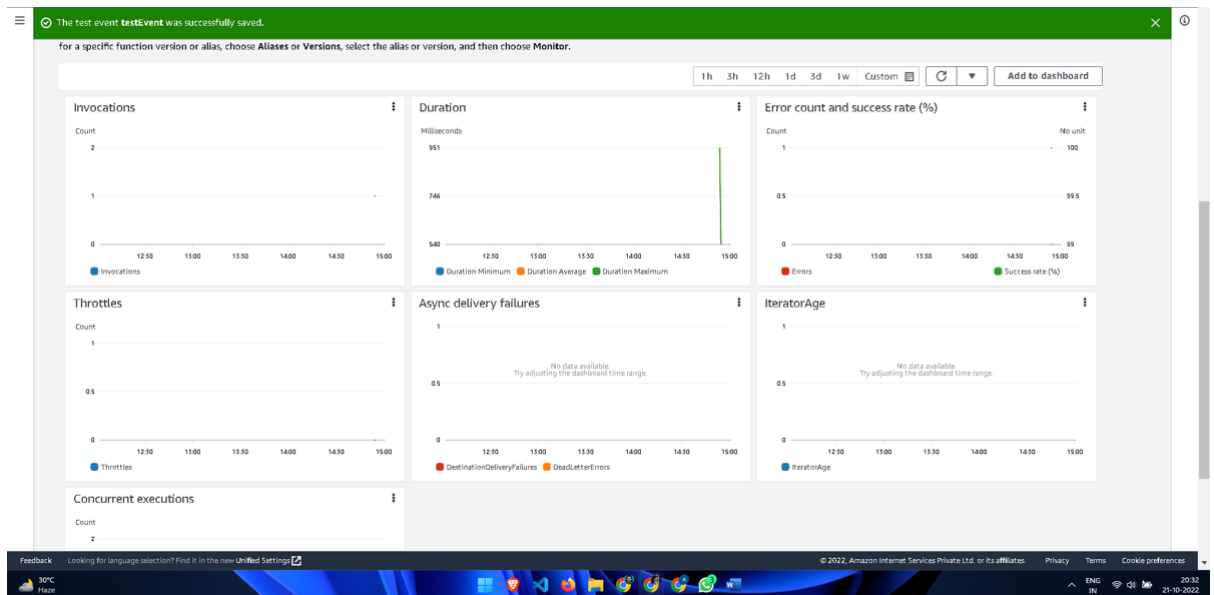 The test event testEvent was successfully saved.
for a specific function version or alias, choose Aliases or Versions, select the alias or version, and then choose Monitor.
1h 3h 12h 1d 3d 1w Custom Add to dashboard
Invocations
Count
2
1
0
12:30 13:00 13:30 14:00 14:30 15:00
Invocations
Duration
Milliseconds
951
746
540
12:30 13:00 13:30 14:00 14:30 15:00
Duration Minimum Duration Average Duration Maximum
Error count and success rate (%)
Count No unit
1 100
0.5 99.5
0 99
12:30 13:00 13:30 14:00 14:30 15:00
Errors Success rate (%)
Throttles
Count
1
0.5
0
12:30 13:00 13:30 14:00 14:30 15:00
Throttles
Async delivery failures
1
No data available.
Try adjusting the dashboard time range.
0.5
0
12:30 13:00 13:30 14:00 14:30 15:00
DestinationDeliveryFailures DeadLetterErrors
IteratorAge
1
No data available.
Try adjusting the dashboard time range.
0.5
0
12:30 13:00 13:30 14:00 14:30 15:00
IteratorAge
Concurrent executions
Count
2
Feedback Looking for language selection? Find it in the new Unified Settings © 2022, Amazon Internet Services Private Ltd. or its affiliates. Privacy Terms Cookie preferences
30°C
Haze
ENG
IN
20:32
21-10-2022